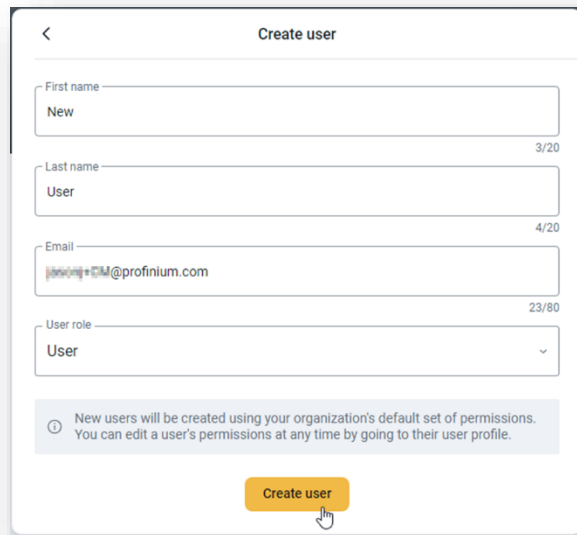 Create user
First name
New
3/20
Last name
User
4/20
Email
@profinium.com
23/80
User role
User
New users will be created using your organization's default set of permissions.
You can edit a user's permissions at any time by going to their user profile.
Create user